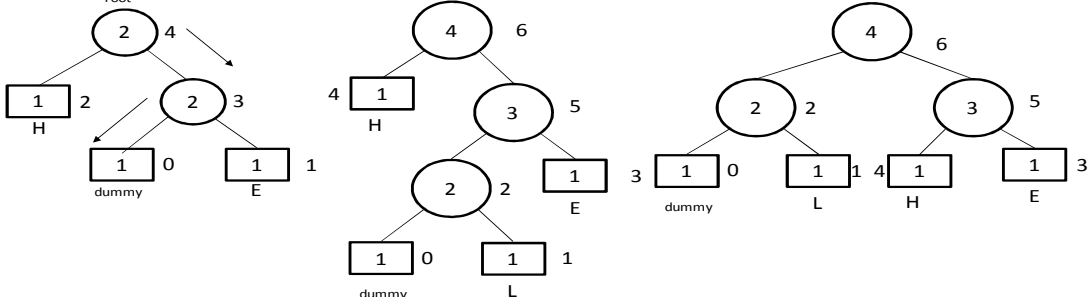 root
2 4
1 2 2 3
H
1 0 1 1
dummy E
4 6
4 1
H
3 5
1 3
E
2 2
1 0 1 1
dummy L
4 6
2 2 3 5
1 0 1 1 4 1 1 3
dummy L H E